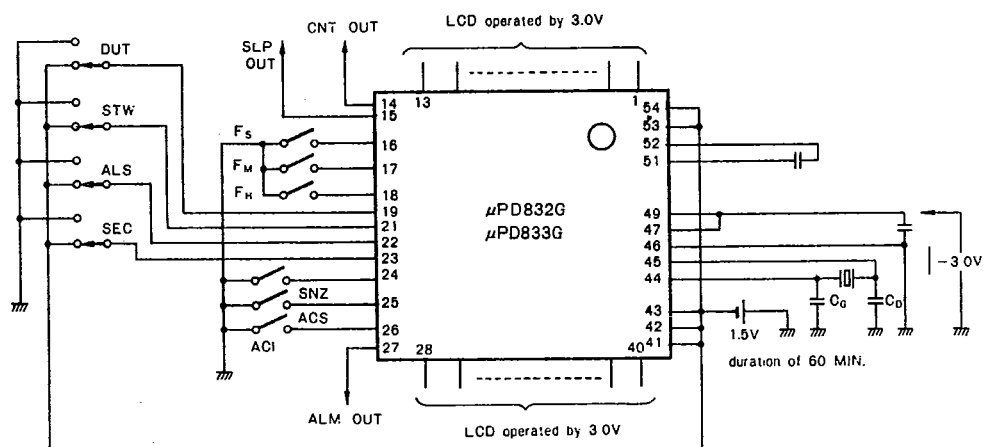 LCD operated by 3.0V
CNT OUT
SLP
OUT
DUT
STW
ALS
SEC
FS
FM
FH
SNZ
ACS
ACI
ALM OUT
14
15
16
17
18
19
21
22
23
24
25
26
27
13
1
28
40
µPD832G
µPD833G
54
53
52
51
49
47
46
45
44
43
42
41
CG
CD
-3.0V
1.5V
duration of 60 MIN.
LCD operated by 3 0V